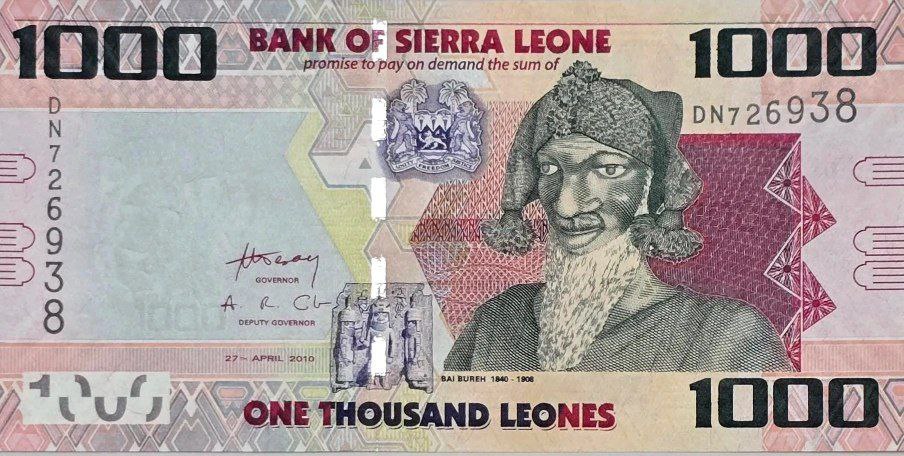 1000
BANK OF SIERRA LEONE
1000
promise to pay on demand the sum of
DN726938
DN726938
UNITY FREEDOM JUSTICE
GOVERNOR
DEPUTY GOVERNOR
27TH APRIL 2010
BAI BUREH 1840 - 1908
1000
ONE THOUSAND LEONES
1000